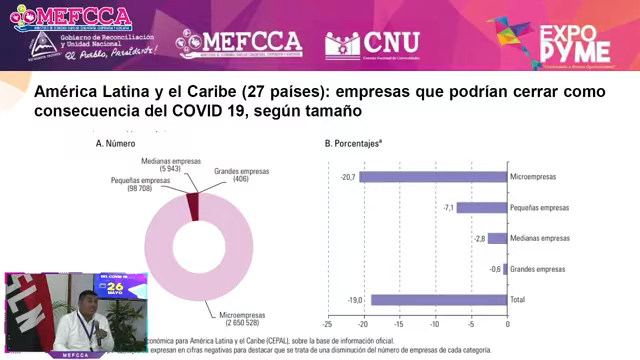 MEFCCA
Gobierno de Reconciliación
y Unidad Nacional
El Pueblo, Presidente!
MEFCCA
CNU
EXPO
PYME
América Latina y el Caribe (27 países): empresas que podrían cerrar como
consecuencia del COVID 19, según tamaño
A. Número
Medianas empresas
(5 943)
Grandes empresas
(406)
Pequeñas empresas
(98 708)
Microempresas
(2 650 528)
B. Porcentajesª
-20,7
Microempresas
-7,1
Pequeñas empresas
-2,8
Medianas empresas
-0,6
Grandes empresas
-19,0
Total
-25
-20
-15
-10
-5
0
26
MAYO
FSLN
MEFCCA
onómica para América Latina y el Caribe (CEPAL), sobre la base de información oficial.
expresan en cifras negativas para destacar que se trata de una disminución del número de empresas de cada categoría.